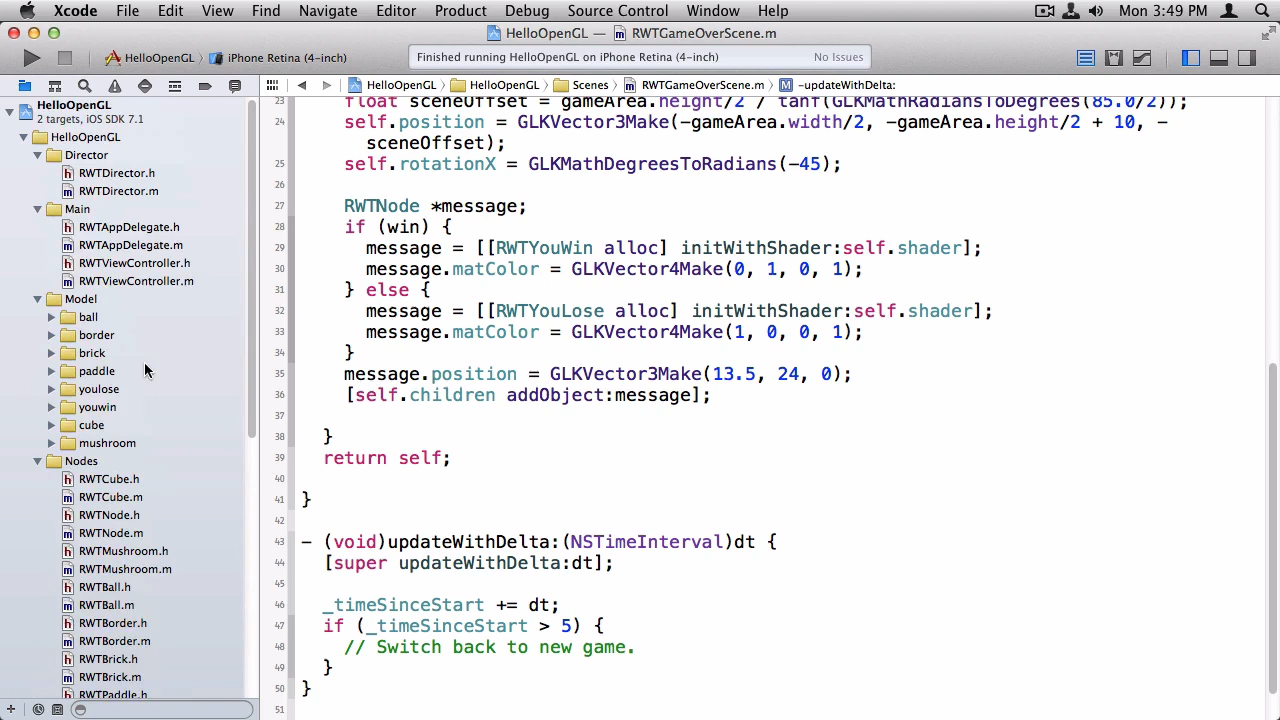 Xcode File Edit View Find Navigate Editor Product Debug Source Control Window Help Mon 3:49 PM
HelloOpenGL — RWTGameOverScene.m
HelloOpenGL iPhone Retina (4-inch) Finished running HelloOpenGL on iPhone Retina (4-inch) No Issues
HelloOpenGL HelloOpenGL Scenes RWTGameOverScene.m M -updateWithDelta:
HelloOpenGL
2 targets, iOS SDK 7.1
HelloOpenGL
Director
h RWTDirector.h
m RWTDirector.m
Main
h RWTAppDelegate.h
m RWTAppDelegate.m
h RWTViewController.h
m RWTViewController.m
Model
ball
border
brick
paddle
youlose
youwin
cube
mushroom
Nodes
h RWTCube.h
m RWTCube.m
h RWTNode.h
m RWTNode.m
h RWTMushroom.h
m RWTMushroom.m
h RWTBall.h
m RWTBall.m
h RWTBorder.h
m RWTBorder.m
h RWTBrick.h
m RWTBrick.m
h RWTPaddle.h
23 float sceneOffset = gameArea.height/2 / tanf(GLKMathRadiansToDegrees(85.0/2));
24 self.position = GLKVector3Make(-gameArea.width/2, -gameArea.height/2 + 10, -
sceneOffset);
25 self.rotationX = GLKMathDegreesToRadians(-45);
26
27 RWTNode *message;
28 if (win) {
29 message = [[RWTYouWin alloc] initWithShader:self.shader];
30 message.matColor = GLKVector4Make(0, 1, 0, 1);
31 } else {
32 message = [[RWTYouLose alloc] initWithShader:self.shader];
33 message.matColor = GLKVector4Make(1, 0, 0, 1);
34 }
35 message.position = GLKVector3Make(13.5, 24, 0);
36 [self.children addObject:message];
37
38 }
39 return self;
40
41 }
42
43 - (void)updateWithDelta:(NSTimeInterval)dt {
44 [super updateWithDelta:dt];
45
46 _timeSinceStart += dt;
47 if (_timeSinceStart > 5) {
48 // Switch back to new game.
49 }
50 }
51